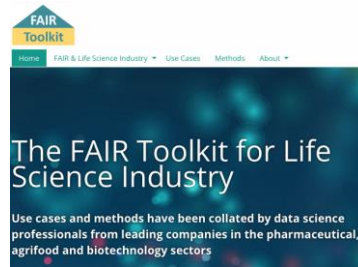 FAIR
Toolkit
Home FAIR & Life Science Industry Use Cases Methods About
The FAIR Toolkit for Life
Science Industry
Use cases and methods have been collated by data science
professionals from leading companies in the pharmaceutical,
agrifood and biotechnology sectors